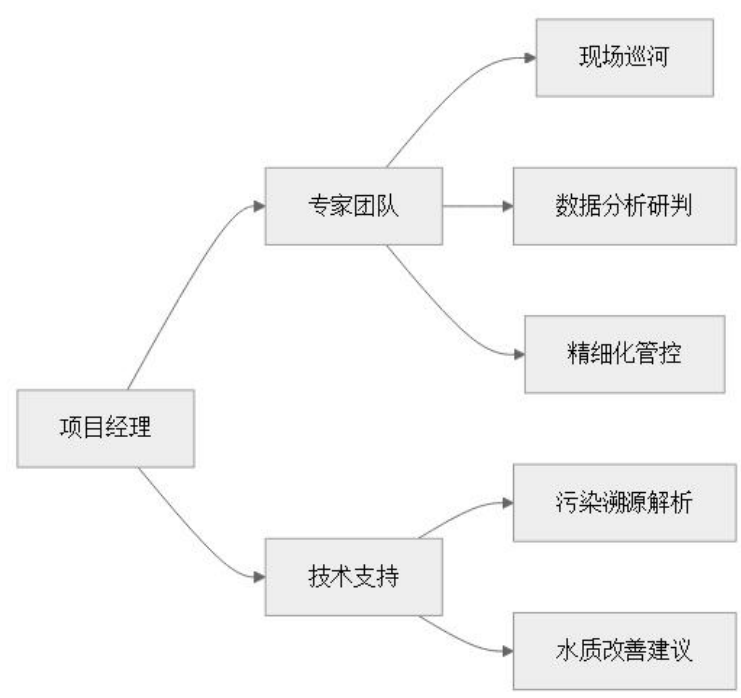 现场巡河
专家团队
数据分析研判
精细化管控
项目经理
污染溯源解析
技术支持
水质改善建议